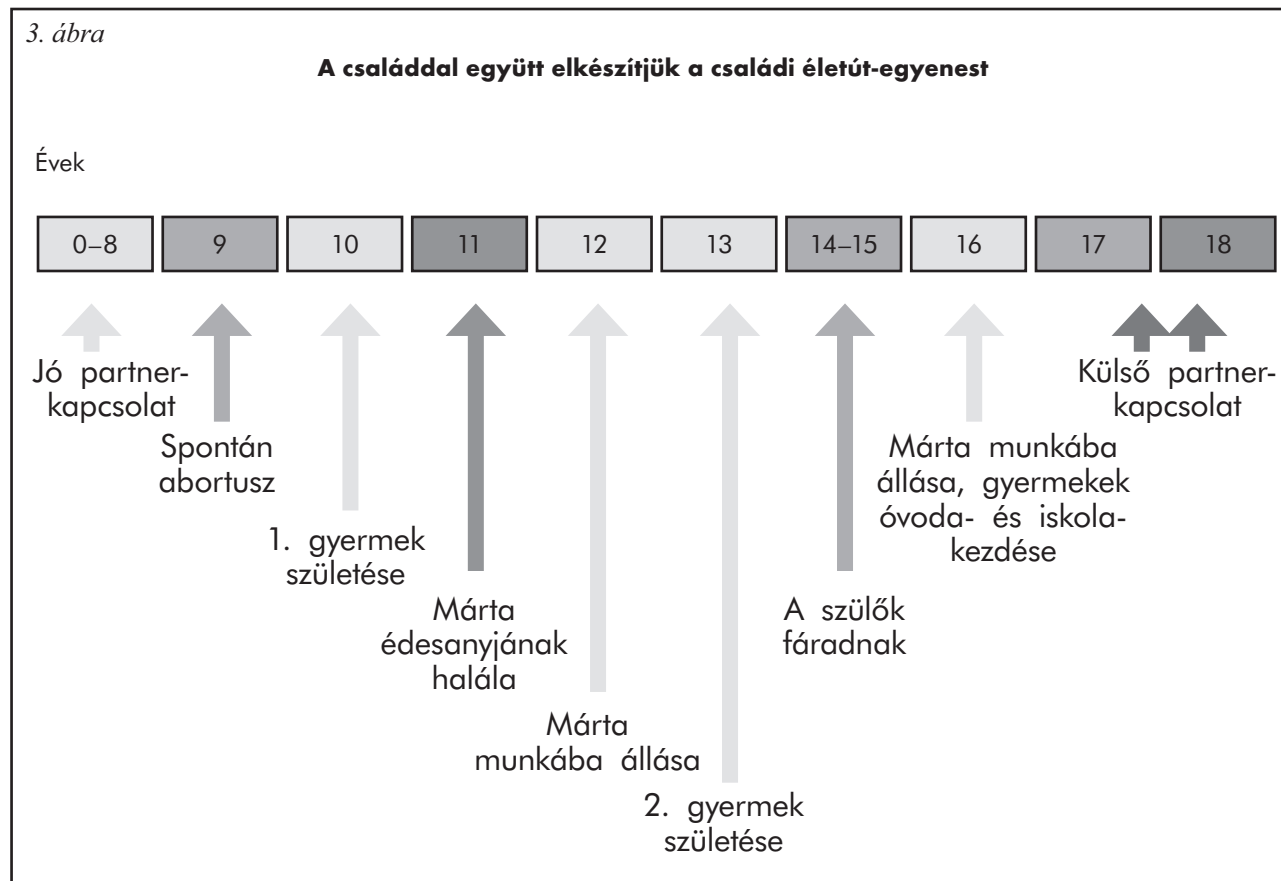 3. ábra
A családdal együtt elkészítjük a családi életút-egyenest
Évek
0–8 9 10 11 12 13 14–15 16 17 18
Jó partner-
kapcsolat
Spontán
abortusz
1. gyermek
születése
Márta
édesanyjának
halála
Márta
munkába állása
2. gyermek
születése
A szülők
fáradnak
Márta munkába
állása, gyermekek
óvoda- és iskola-
kezdése
Külső partner-
kapcsolat